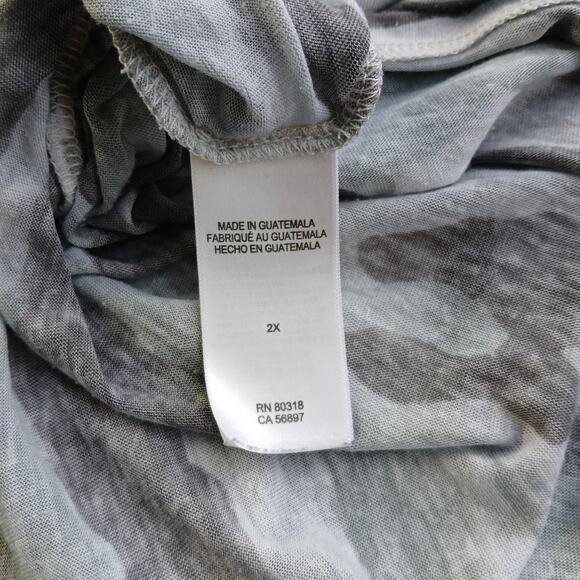 MADE IN GUATEMALA
FABRIQUÉ AU GUATEMALA
HECHO EN GUATEMALA
2X
RN 80318
CA 56897